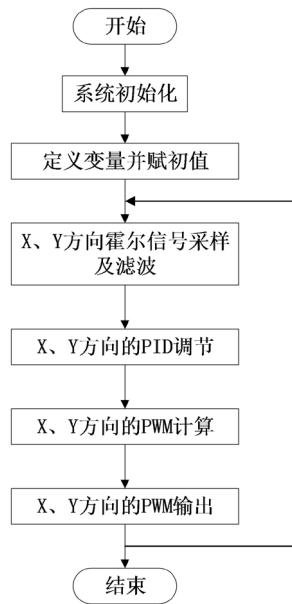 开始
系统初始化
定义变量并赋初值
X、Y方向霍尔信号采样
及滤波
X、Y方向的PID调节
X、Y方向的PWM计算
X、Y方向的PWM输出
结束